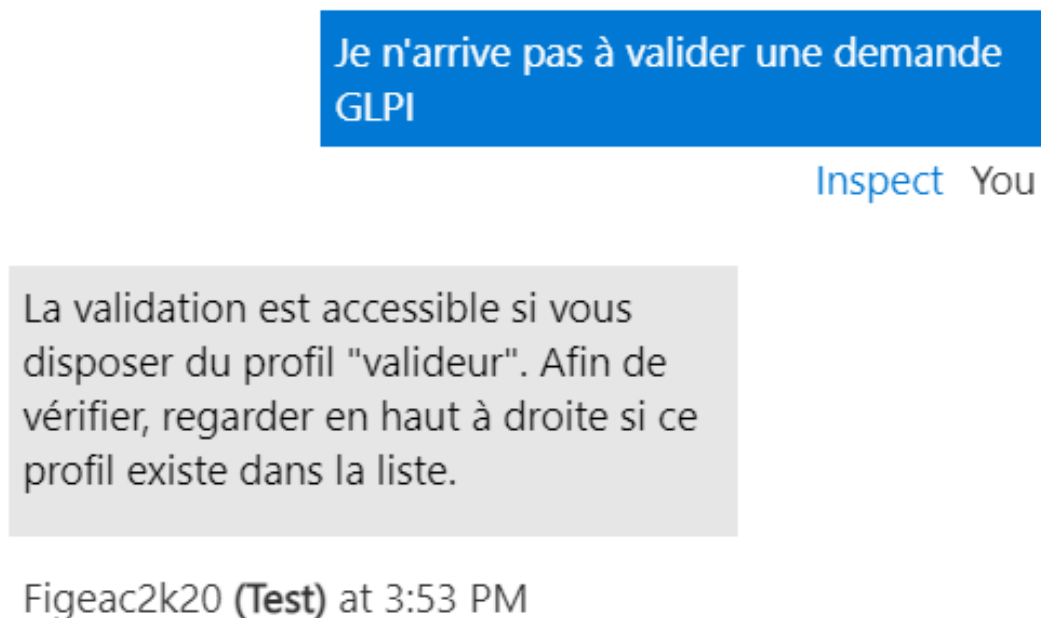 Je n'arrive pas à valider une demande
GLPI
Inspect You
La validation est accessible si vous
disposer du profil "valideur". Afin de
vérifier, regarder en haut à droite si ce
profil existe dans la liste.
Figeac2k20 (Test) at 3:53 PM